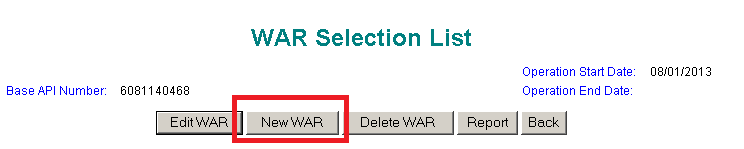 WAR Selection List
Operation Start Date: 08/01/2013
Base API Number: 6081140468 Operation End Date:
Edit WAR New WAR Delete WAR Report Back